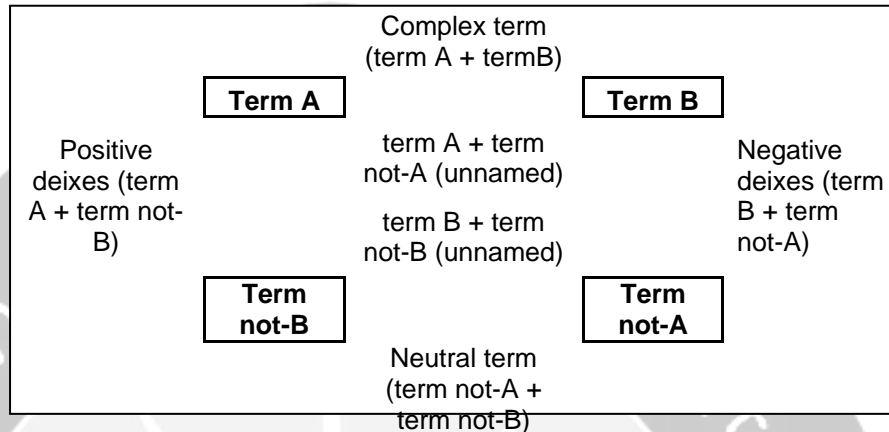 Complex term
(term A + termB)
Term A
Term B
Positive
deixes (term
A + term not-
B)
term A + term
not-A (unnamed)
term B + term
not-B (unnamed)
Negative
deixes (term
B + term
not-A)
Term
not-B
Term
not-A
Neutral term
(term not-A +
term not-B)